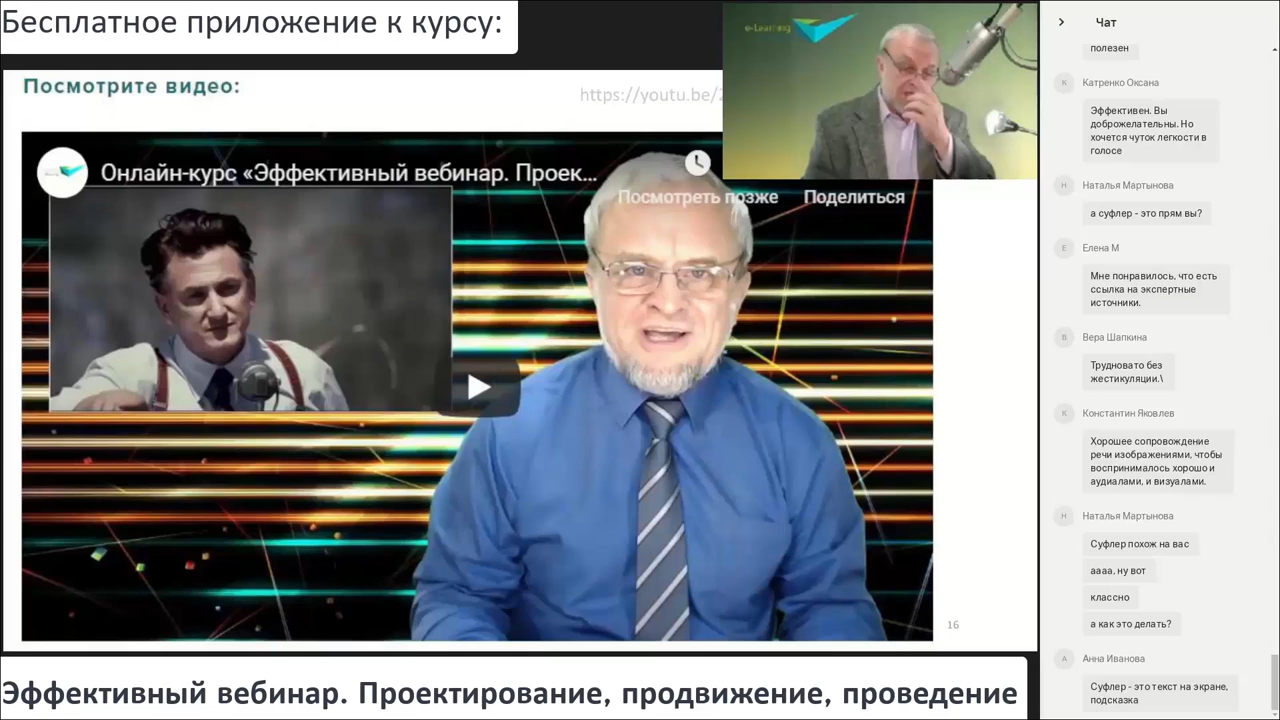 Бесплатное приложение к курсу:
Посмотрите видео:
https://youtu.be/
e-Learning
Онлайн-курс «Эффективный вебинар. Проек...
Посмотреть позже
Поделиться
16
Эффективный вебинар. Проектирование, продвижение, проведение
Чат
полезен
К
Катренко Оксана
Эффективен. Вы
доброжелательны. Но
хочется чуток легкости в
голосе
Н
Наталья Мартынова
а суфлер - это прям вы?
Е
Елена М
Мне понравилось, что есть
ссылка на экспертные
источники.
В
Вера Шапкина
Трудновато без
жестикуляции.\
К
Константин Яковлев
Хорошее сопровождение
речи изображениями, чтобы
воспринималось хорошо и
аудиалами, и визуалами.
Н
Наталья Мартынова
Суфлер похож на вас
аааа, ну вот
классно
а как это делать?
А
Анна Иванова
Суфлер - это текст на экране,
подсказка